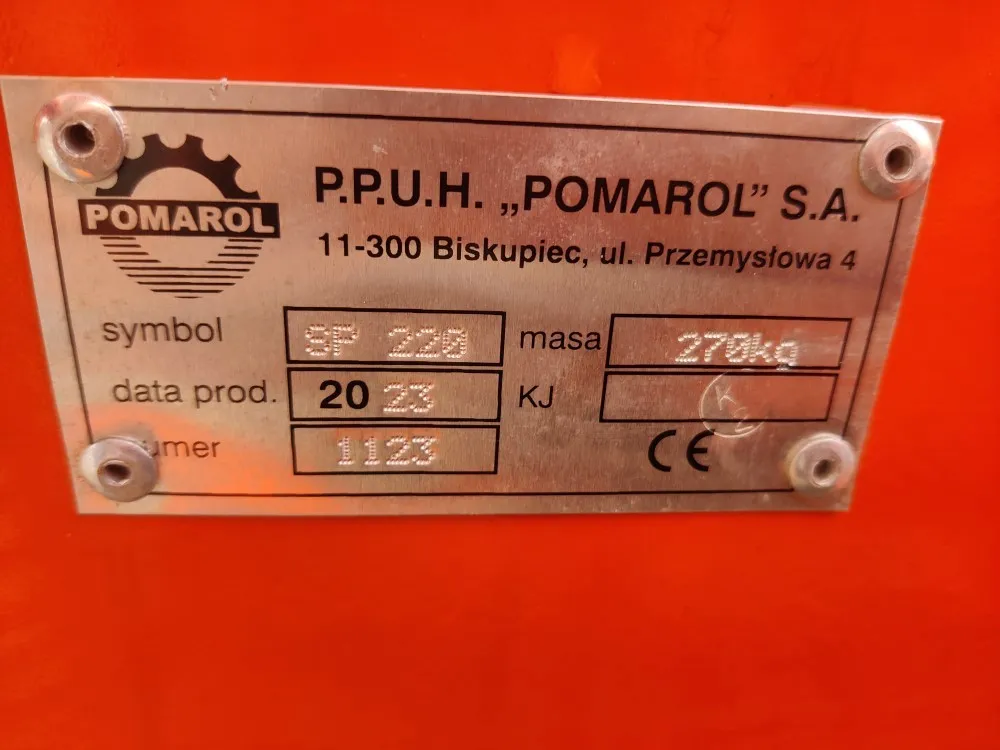 POMAROL
P.P.U.H. „POMAROL” S.A.
11-300 Biskupiec, ul. Przemysłowa 4
symbol SP 220 masa 270kg
data prod. 20 23 KJ
umer 1123 CE